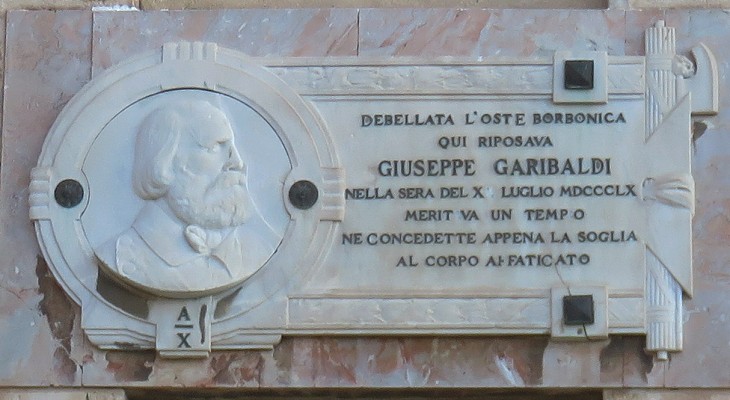 DEBELLATA L'OSTE BORBONICA
QUI RIPOSAVA
GIUSEPPE GARIBALDI
NELLA SERA DEL X LUGLIO MDCCCLX
MERIT VA UN TEMP O
NE CONCEDETTE APPENA LA SOGLIA
AL CORPO AFFATICATO
A
X